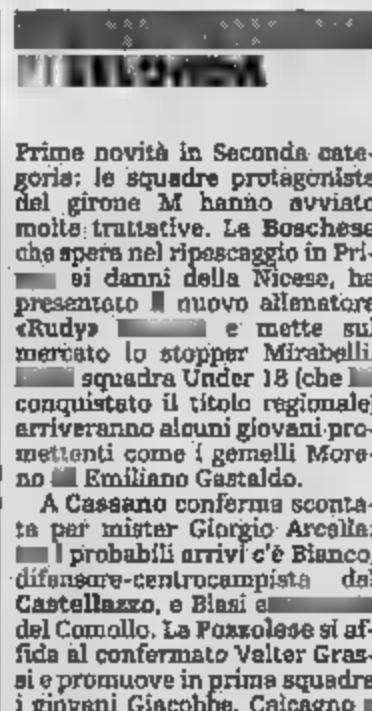 Prime novità in Seconda cate-
goria: le squadre protagoniste
del girone M hanno avviato
molte trattative. La Boschese
che spera nel ripescaggio in Pri-
ai danni della Nicese, ha
presentato nuovo allenatore
«Rudy» e mette sul
mercato lo stopper Mirabelli.
squadra Under 18 (che
conquistato il titolo regionale)
arriveranno alcuni giovani pro-
mettenti come i gemelli More-
no Emiliano Gastaldo.
A Cassano conferma sconta-
ta per mister Giorgio Arcella:
i probabili arrivi c'è Bianco,
difensore-centrocampista del
Castellazzo, e Biasi
del Comollo. La Pozzolese si af-
fida al confermato Valter Gras-
si e promuove in prima squadra
i giovani Giacobbe, Calcagno